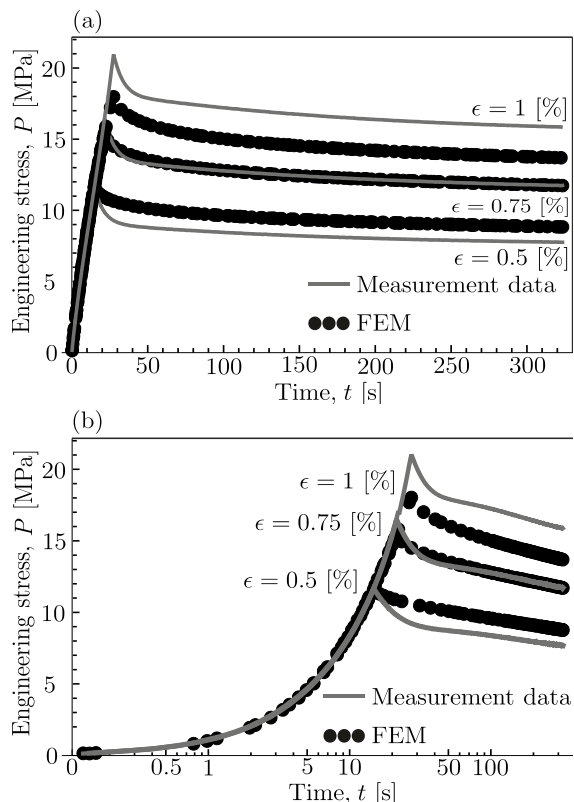 (a)
Engineering stress, P [MPa]
20
15
10
5
0
ϵ = 1 [%]
ϵ = 0.75 [%]
ϵ = 0.5 [%]
Measurement data
FEM
0 50 100 150 200 250 300
Time, t [s]
(b)
Engineering stress, P [MPa]
20
15
10
5
0
ϵ = 1 [%]
ϵ = 0.75 [%]
ϵ = 0.5 [%]
Measurement data
FEM
0 0.5 1 5 10 50 100
Time, t [s]